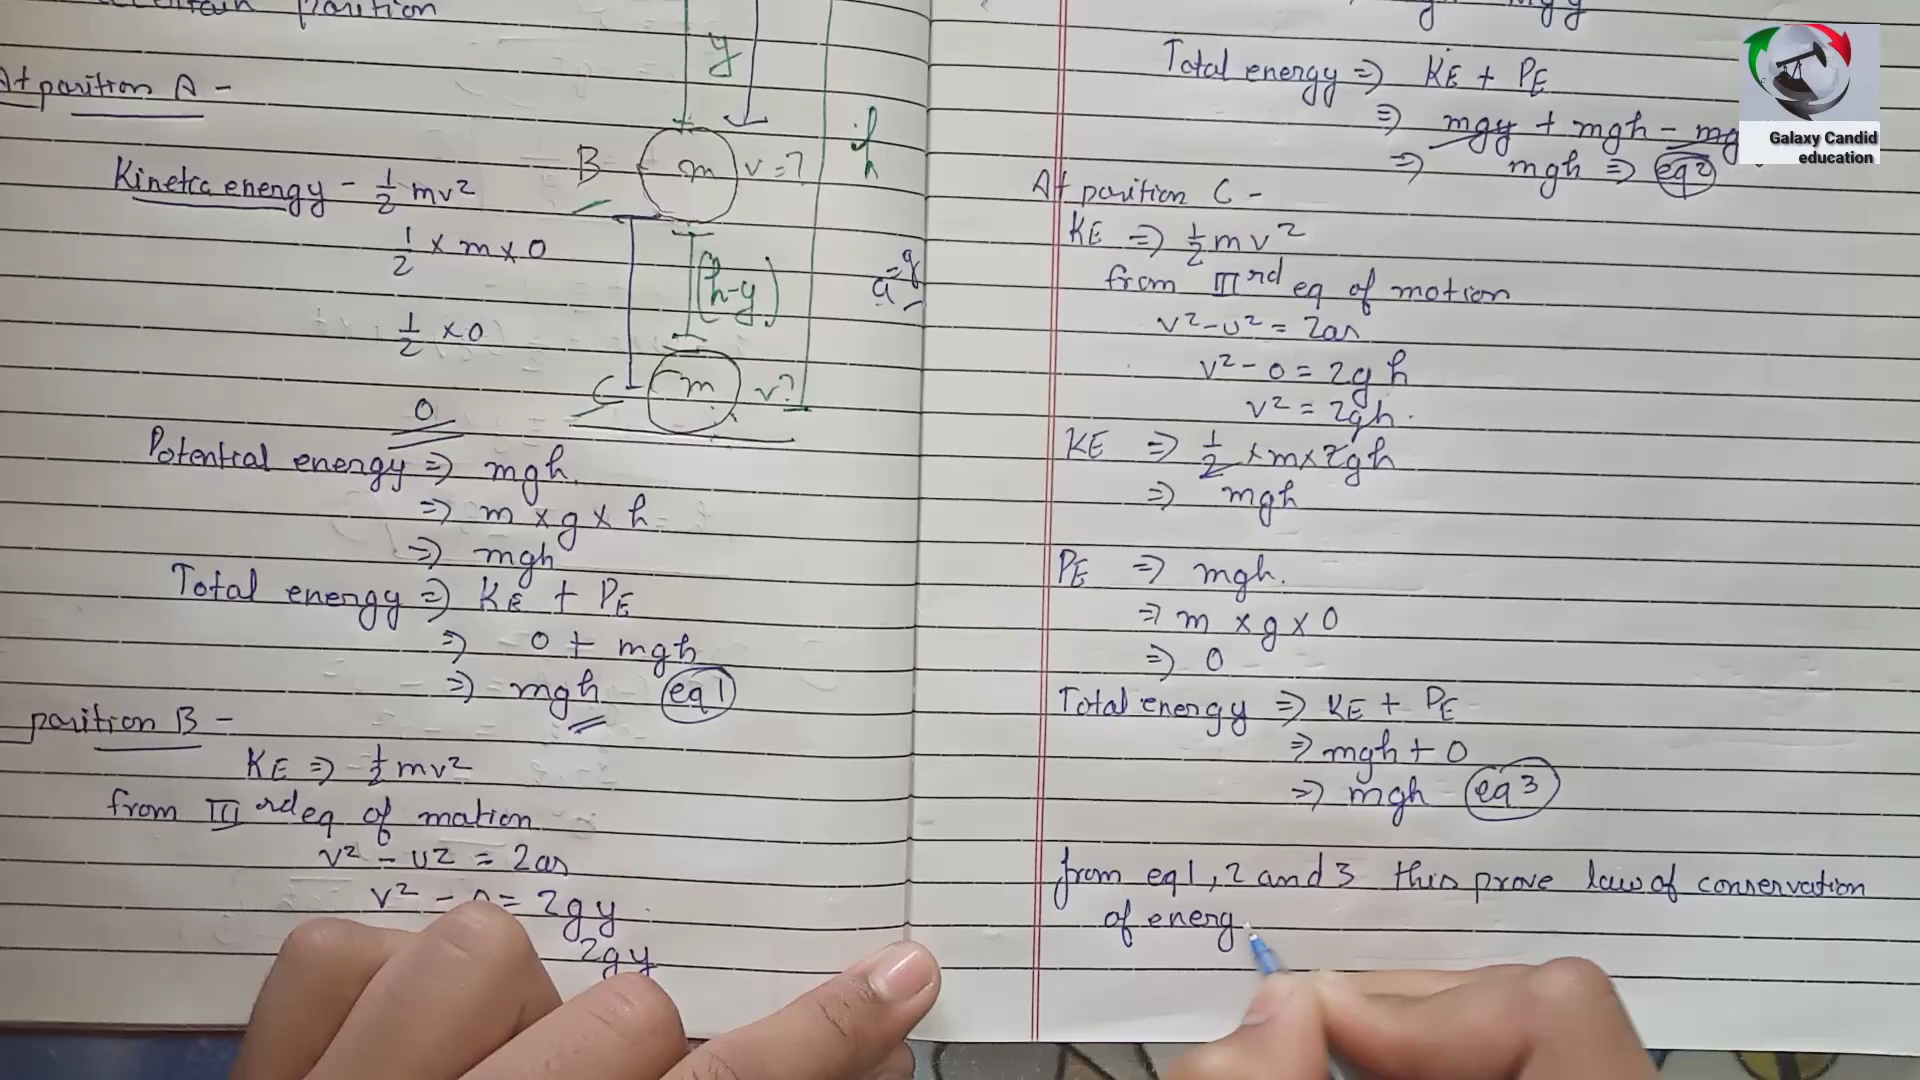 position
At position A -
Kinetic energy - 1/2 mv²
1/2 × m × 0
1/2 × 0
0
Potential energy ⇒ mgh.
⇒ m × g × h
⇒ mgh
Total energy ⇒ KE + PE
⇒ 0 + mgh
⇒ mgh eq 1
position B -
KE ⇒ 1/2 mv²
from III rd eq of motion
v² - u² = 2as
v² - 0 = 2gy
2gy
y
B m v=?
h
(h-y)
a=g
C m v?
Total energy ⇒ KE + PE
⇒ mgy + mgh - mg
⇒ mgh ⇒ eq 2
At position C -
KE ⇒ 1/2 mv²
from III rd eq of motion
v² - u² = 2as
v² - 0 = 2gh
v² = 2gh.
KE ⇒ 1/2 × m × 2gh
⇒ mgh
PE ⇒ mgh.
⇒ m × g × 0
⇒ 0
Total energy ⇒ KE + PE
⇒ mgh + 0
⇒ mgh eq 3
from eq 1, 2 and 3 this prove law of conservation
of energ
Galaxy Candid
education